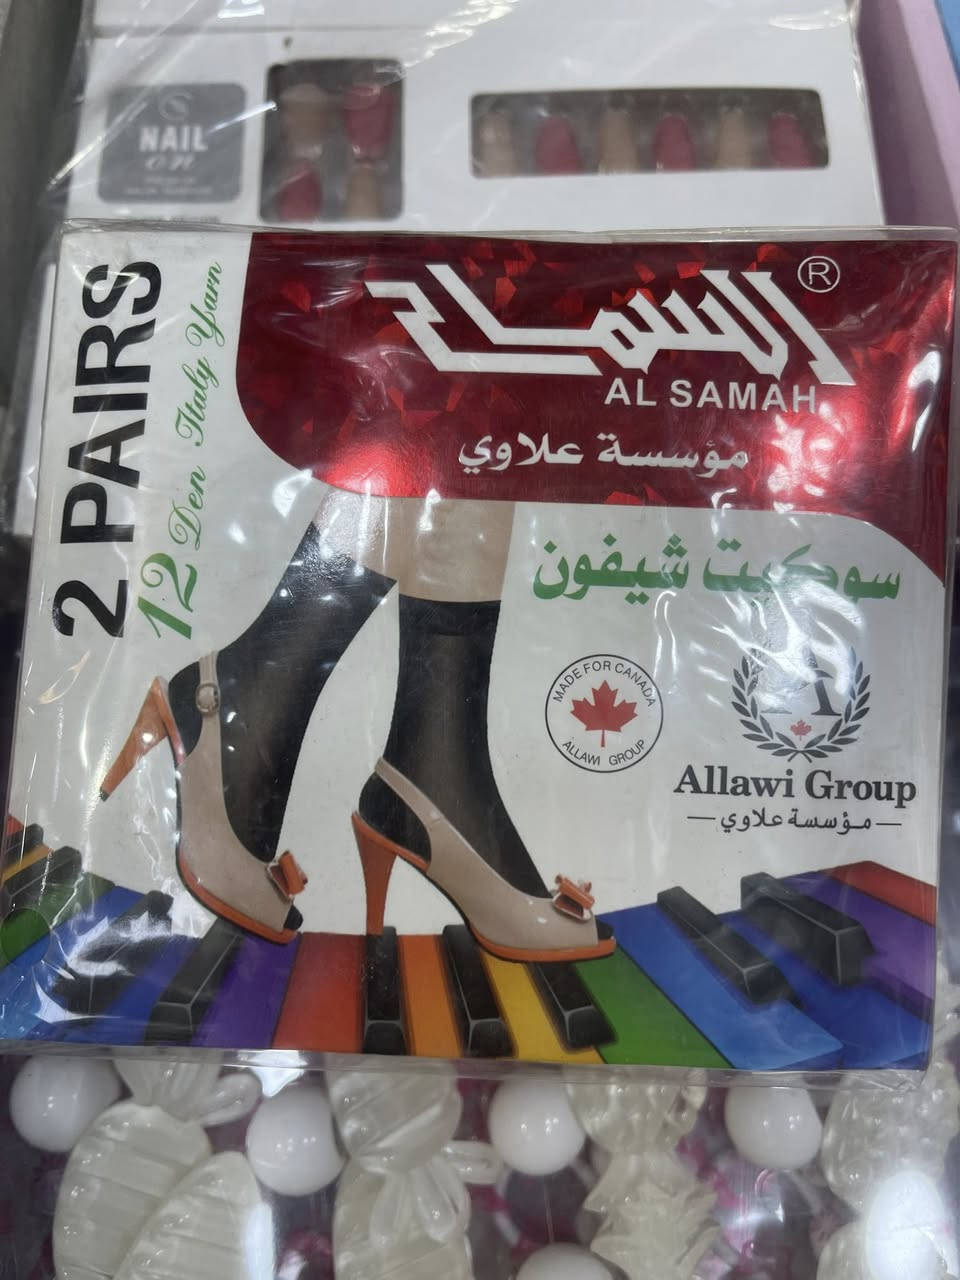 NAIL
on
السماح ®
AL SAMAH
مؤسسة علاوي
2 PAIRS
12 Den Italy Yarn
سوكيت شيفون
MADE FOR CANADA
ALLAWI GROUP
A
Allawi Group
مؤسسة علاوي